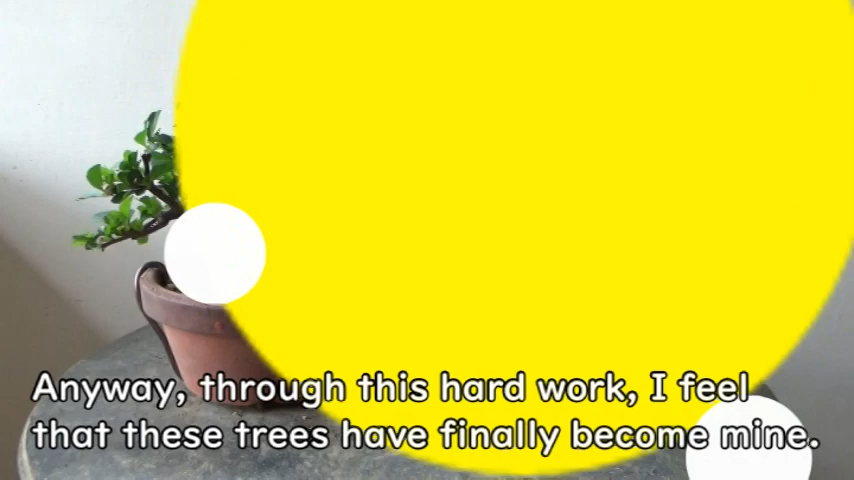 Anyway, through this hard work, I feel
that these trees have finally become mine.